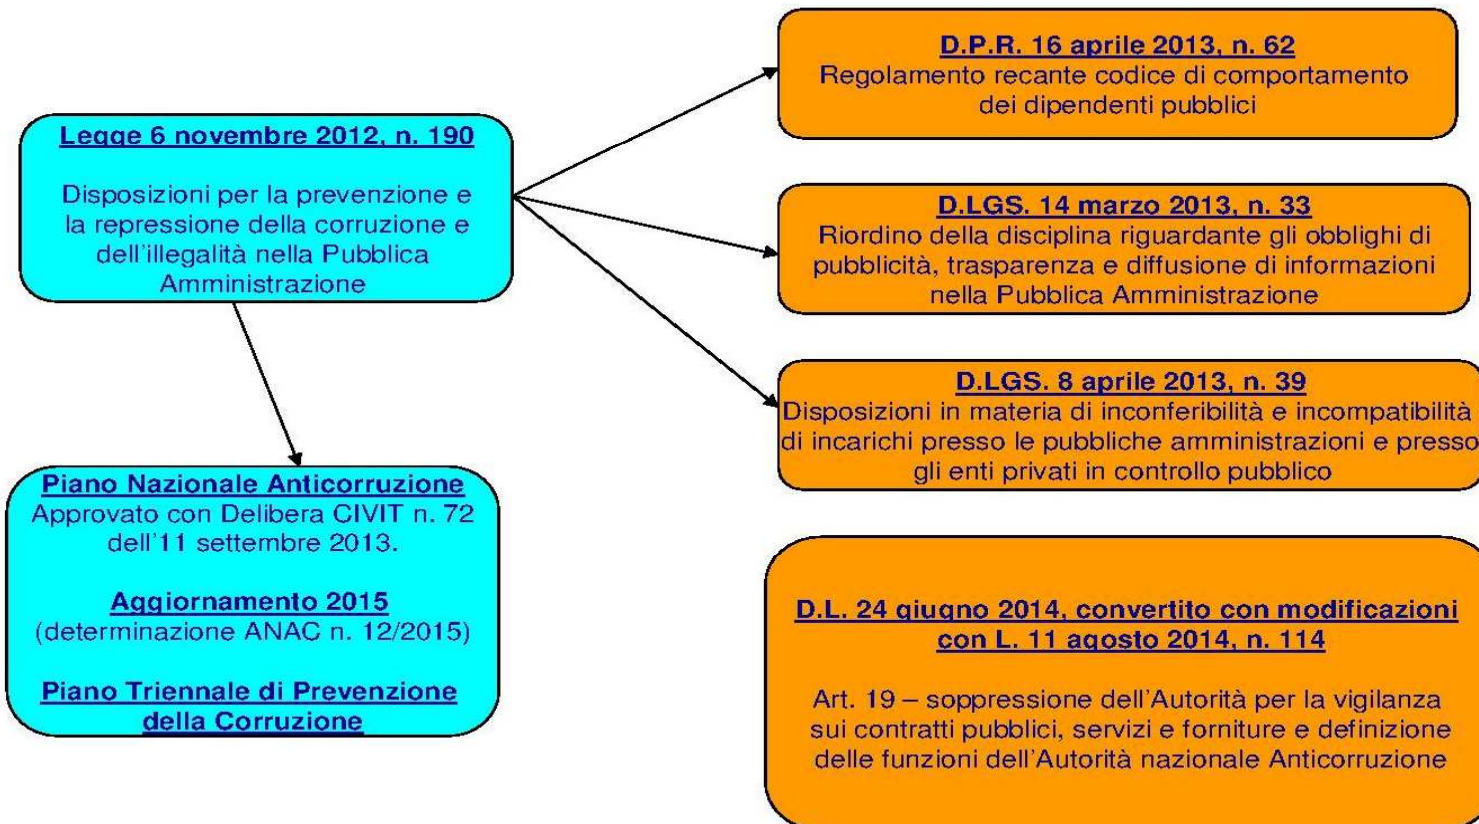 Legge 6 novembre 2012, n. 190
Disposizioni per la prevenzione e
la repressione della corruzione e
dell'illegalità nella Pubblica
Amministrazione
Piano Nazionale Anticorruzione
Approvato con Delibera CIVIT n. 72
dell'11 settembre 2013.
Aggiornamento 2015
(determinazione ANAC n. 12/2015)
Piano Triennale di Prevenzione
della Corruzione
D.P.R. 16 aprile 2013, n. 62
Regolamento recante codice di comportamento
dei dipendenti pubblici
D.LGS. 14 marzo 2013, n. 33
Riordino della disciplina riguardante gli obblighi di
pubblicità, trasparenza e diffusione di informazioni
nella Pubblica Amministrazione
D.LGS. 8 aprile 2013, n. 39
Disposizioni in materia di inconferibilità e incompatibilità
di incarichi presso le pubbliche amministrazioni e presso
gli enti privati in controllo pubblico
D.L. 24 giugno 2014, convertito con modificazioni
con L. 11 agosto 2014, n. 114
Art. 19 – soppressione dell'Autorità per la vigilanza
sui contratti pubblici, servizi e forniture e definizione
delle funzioni dell'Autorità nazionale Anticorruzione